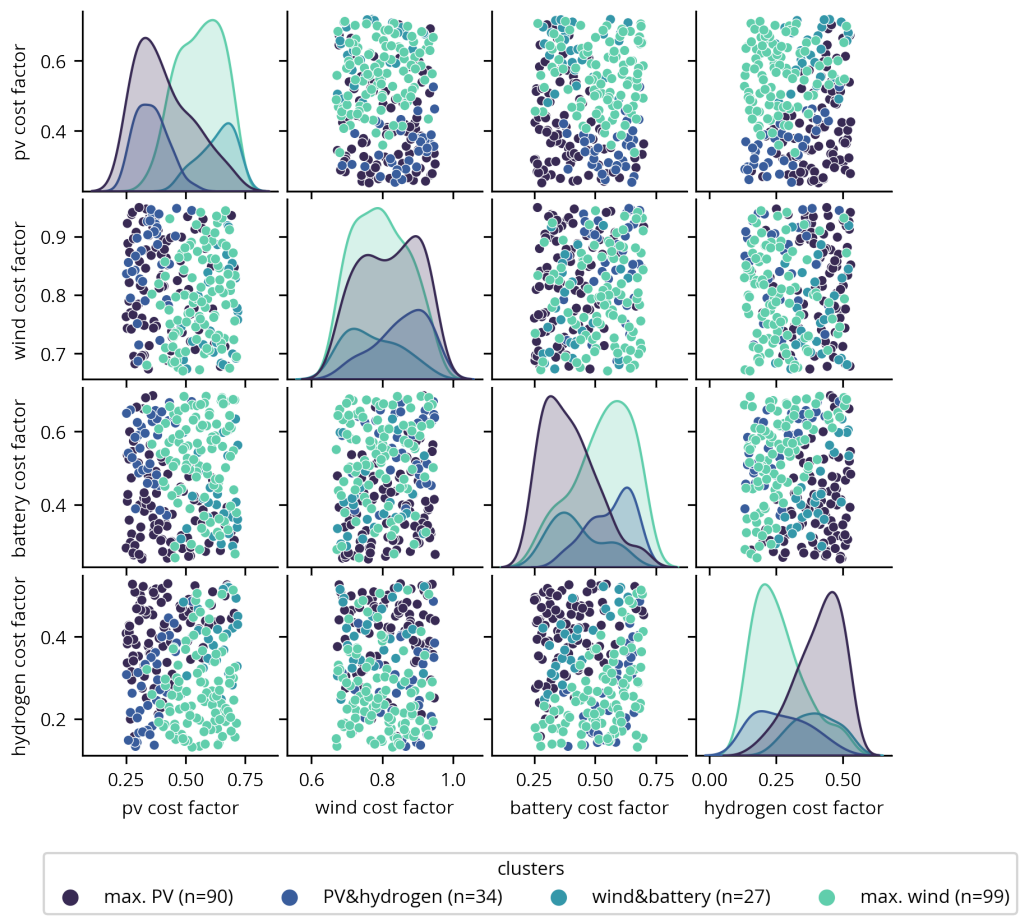 pv cost factor
0.6
0.4
wind cost factor
0.9
0.8
0.7
battery cost factor
0.6
0.4
hydrogen cost factor
0.4
0.2
0.25 0.50 0.75
0.6 0.8 1.0
0.25 0.50 0.75
0.00 0.25 0.50
pv cost factor
wind cost factor
battery cost factor
hydrogen cost factor
clusters
max. PV (n=90)
PV&hydrogen (n=34)
wind&battery (n=27)
max. wind (n=99)